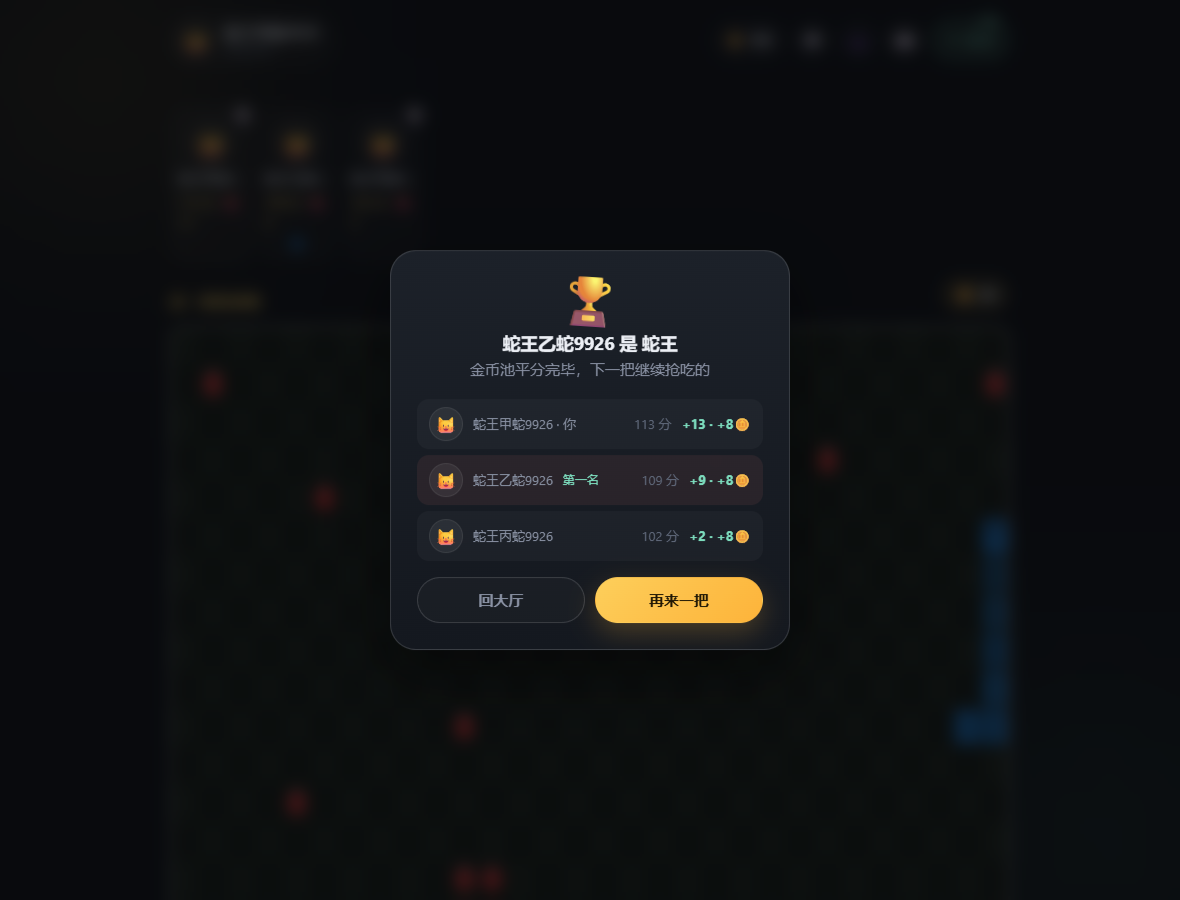 蛇王乙蛇9926 是 蛇王
金币池平分完毕，下一把继续抢吃的
蛇王甲蛇9926 · 你 113 分 +13 · +8
蛇王乙蛇9926 第一名 109 分 +9 · +8
蛇王丙蛇9926 102 分 +2 · +8
回大厅 再来一把